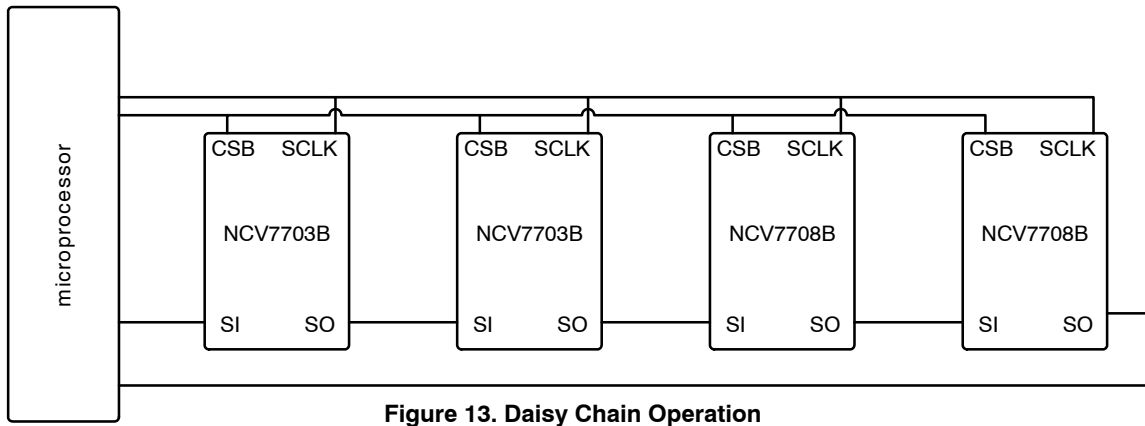 microprocessor
CSB SCLK
NCV7703B
SI SO
CSB SCLK
NCV7703B
SI SO
CSB SCLK
NCV7708B
SI SO
CSB SCLK
NCV7708B
SI SO
Figure 13. Daisy Chain Operation